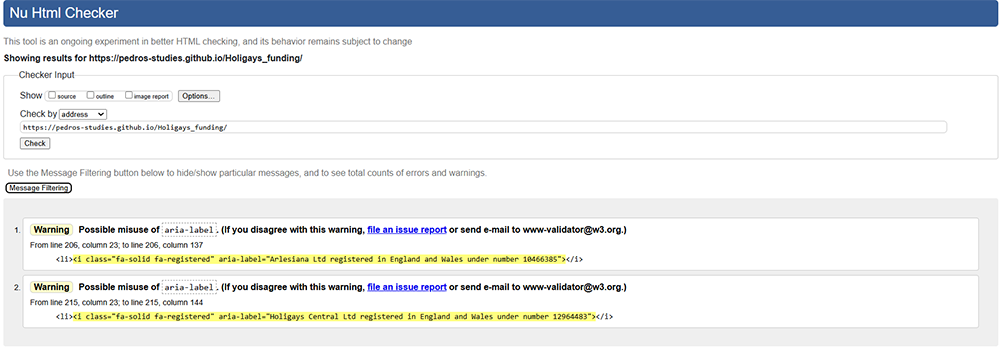 Nu Html Checker
This tool is an ongoing experiment in better HTML checking, and its behavior remains subject to change
Showing results for https://pedros-studies.github.io/Holigays_funding/
Checker Input
Show source outline image report Options...
Check by address
https://pedros-studies.github.io/Holigays_funding/
Check
Use the Message Filtering button below to hide/show particular messages, and to see total counts of errors and warnings.
Message Filtering
1. Warning Possible misuse of aria-label. (If you disagree with this warning, file an issue report or send e-mail to www-validator@w3.org.)
From line 206, column 23; to line 206, column 137
<li><i class="fa-solid fa-registered" aria-label="Arlesiana Ltd registered in England and Wales under number 10466385"></i>
2. Warning Possible misuse of aria-label. (If you disagree with this warning, file an issue report or send e-mail to www-validator@w3.org.)
From line 215, column 23; to line 215, column 144
<li><i class="fa-solid fa-registered" aria-label="Holigays Central Ltd registered in England and Wales under number 12964483"></i>